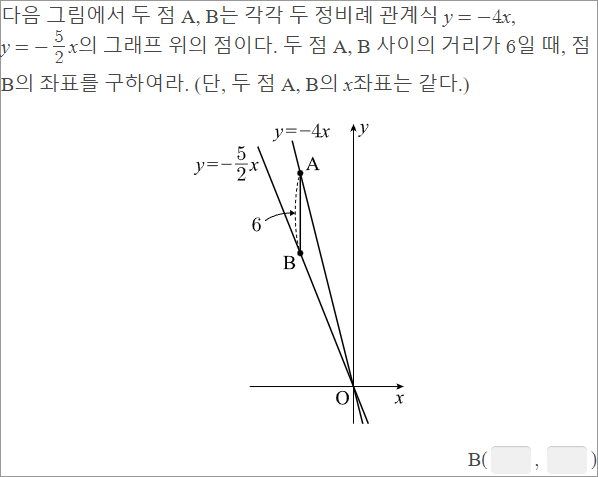 다음 그림에서 두 점 A, B는 각각 두 정비례 관계식 y = −4x,
y = − 5/2 x의 그래프 위의 점이다. 두 점 A, B 사이의 거리가 6일 때, 점
B의 좌표를 구하여라. (단, 두 점 A, B의 x좌표는 같다.)
y=−4x
y
y=−5/2 x
A
6
B
O
x
B( , )